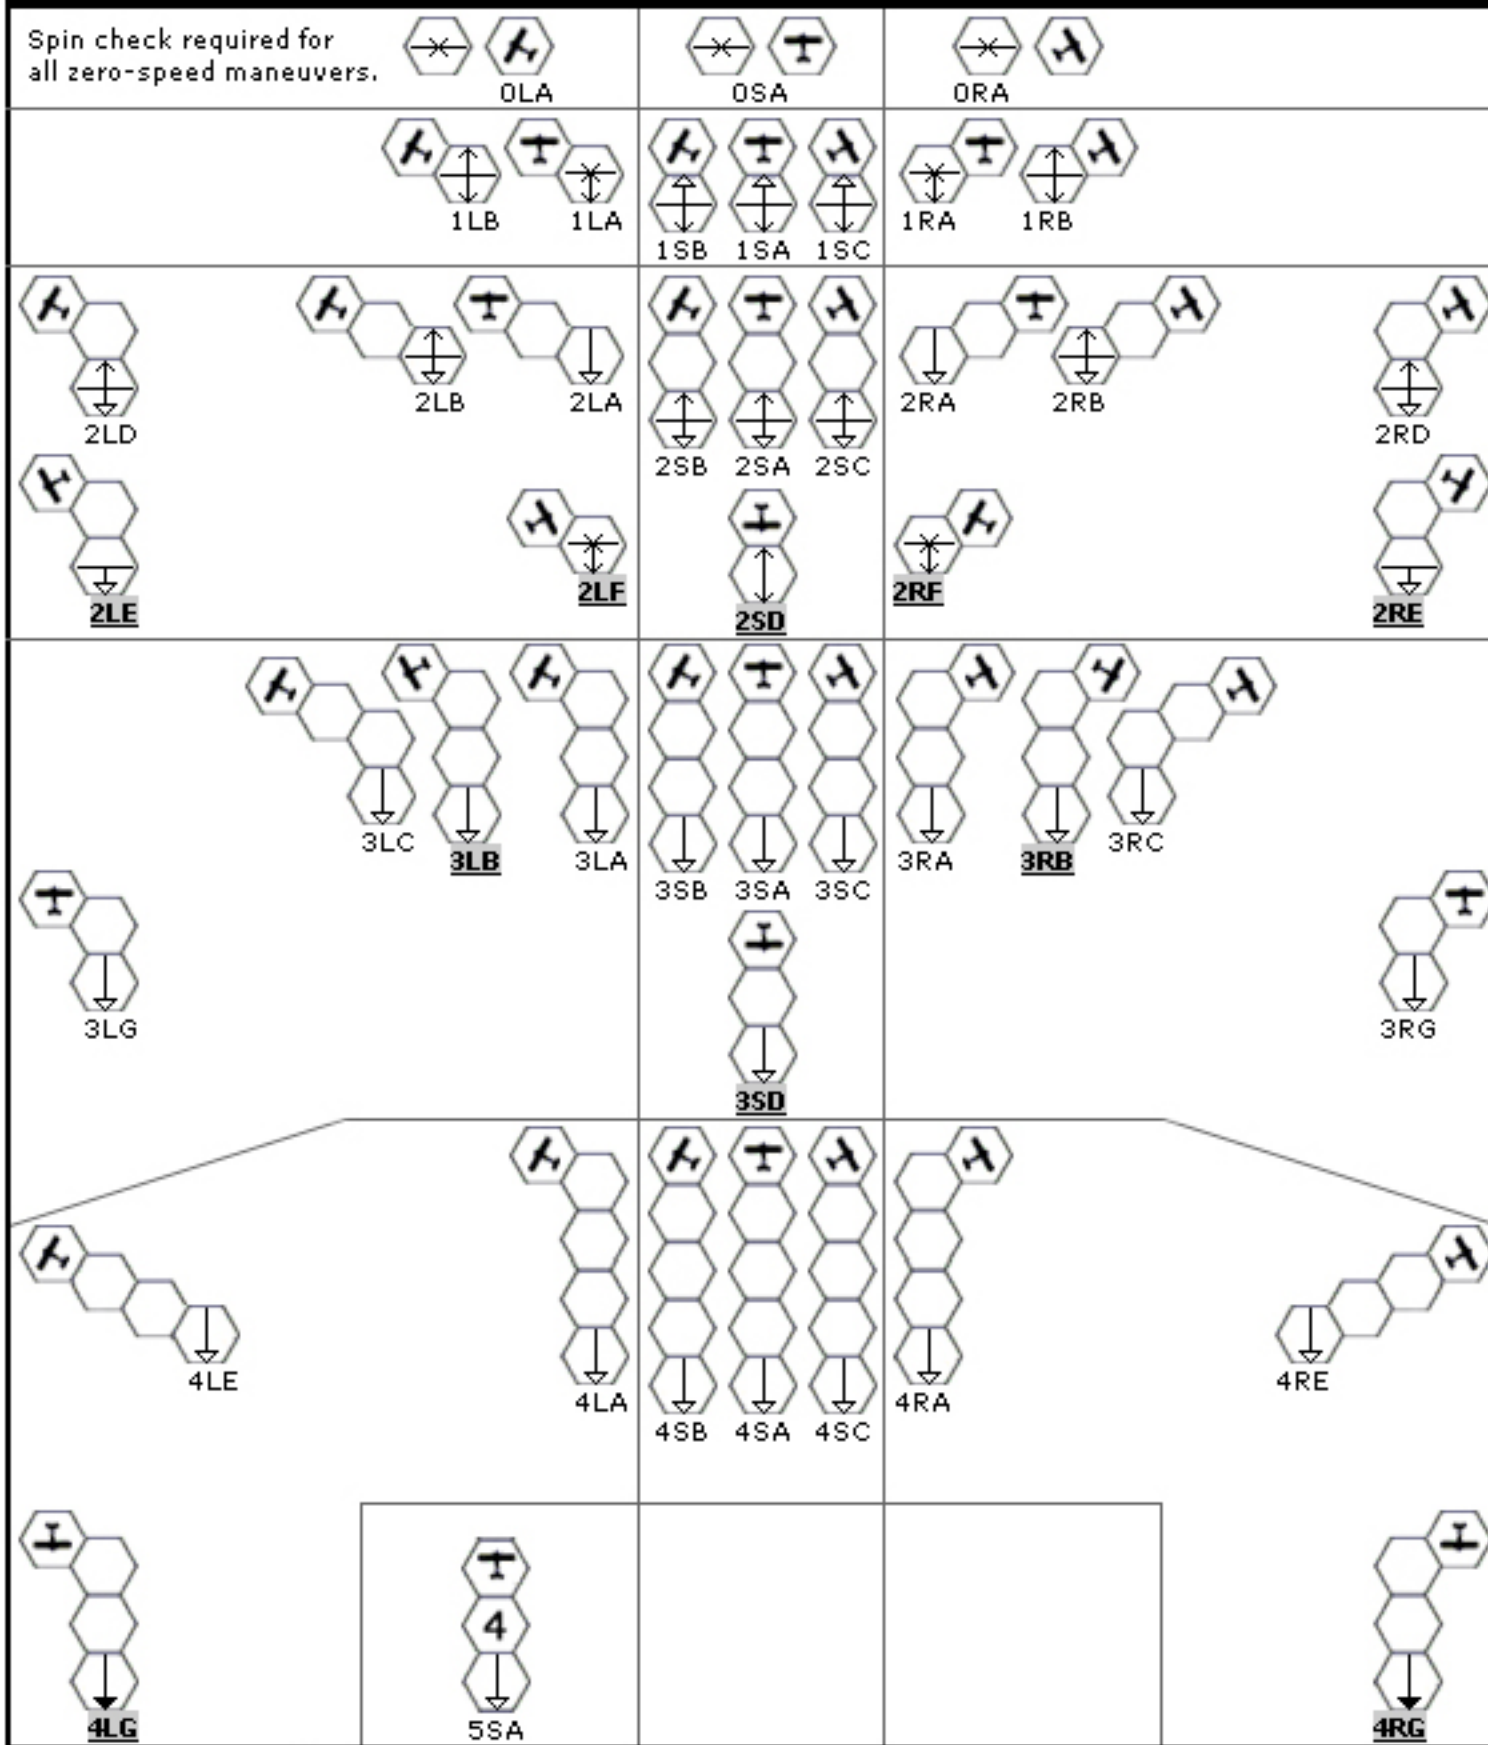 Spin check required for
all zero-speed maneuvers.
0LA 0SA 0RA
1LB 1LA 1SB 1SA 1SC 1RA 1RB
2LD 2LB 2LA 2SB 2SA 2SC 2RA 2RB 2RD
2LE 2LF 2SD 2RF 2RE
3LC 3LB 3LA 3SB 3SA 3SC 3RA 3RB 3RC
3LG 3SD 3RG
4LE 4LA 4SB 4SA 4SC 4RA 4RE
4
4LG 5SA 4RG